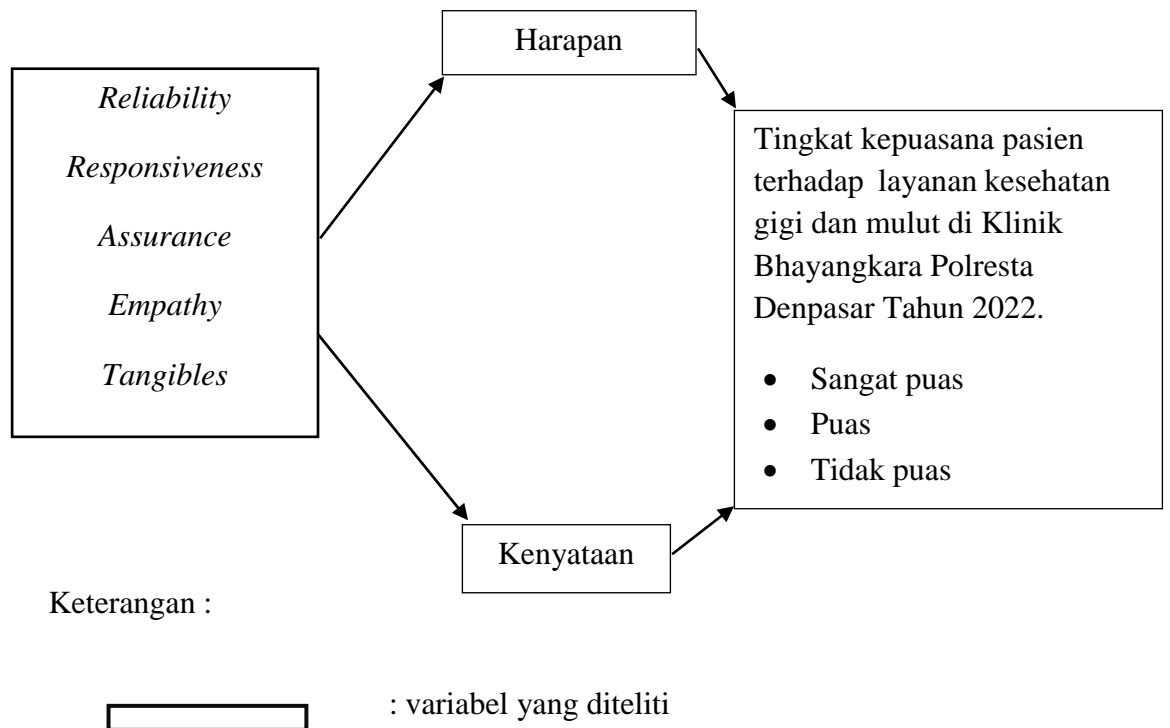 Harapan
Reliability
Responsiveness
Assurance
Empathy
Tangibles
Tingkat kepuasana pasien
terhadap layanan kesehatan
gigi dan mulut di Klinik
Bhayangkara Polresta
Denpasar Tahun 2022.
• Sangat puas
• Puas
• Tidak puas
Kenyataan
Keterangan :
: variabel yang diteliti